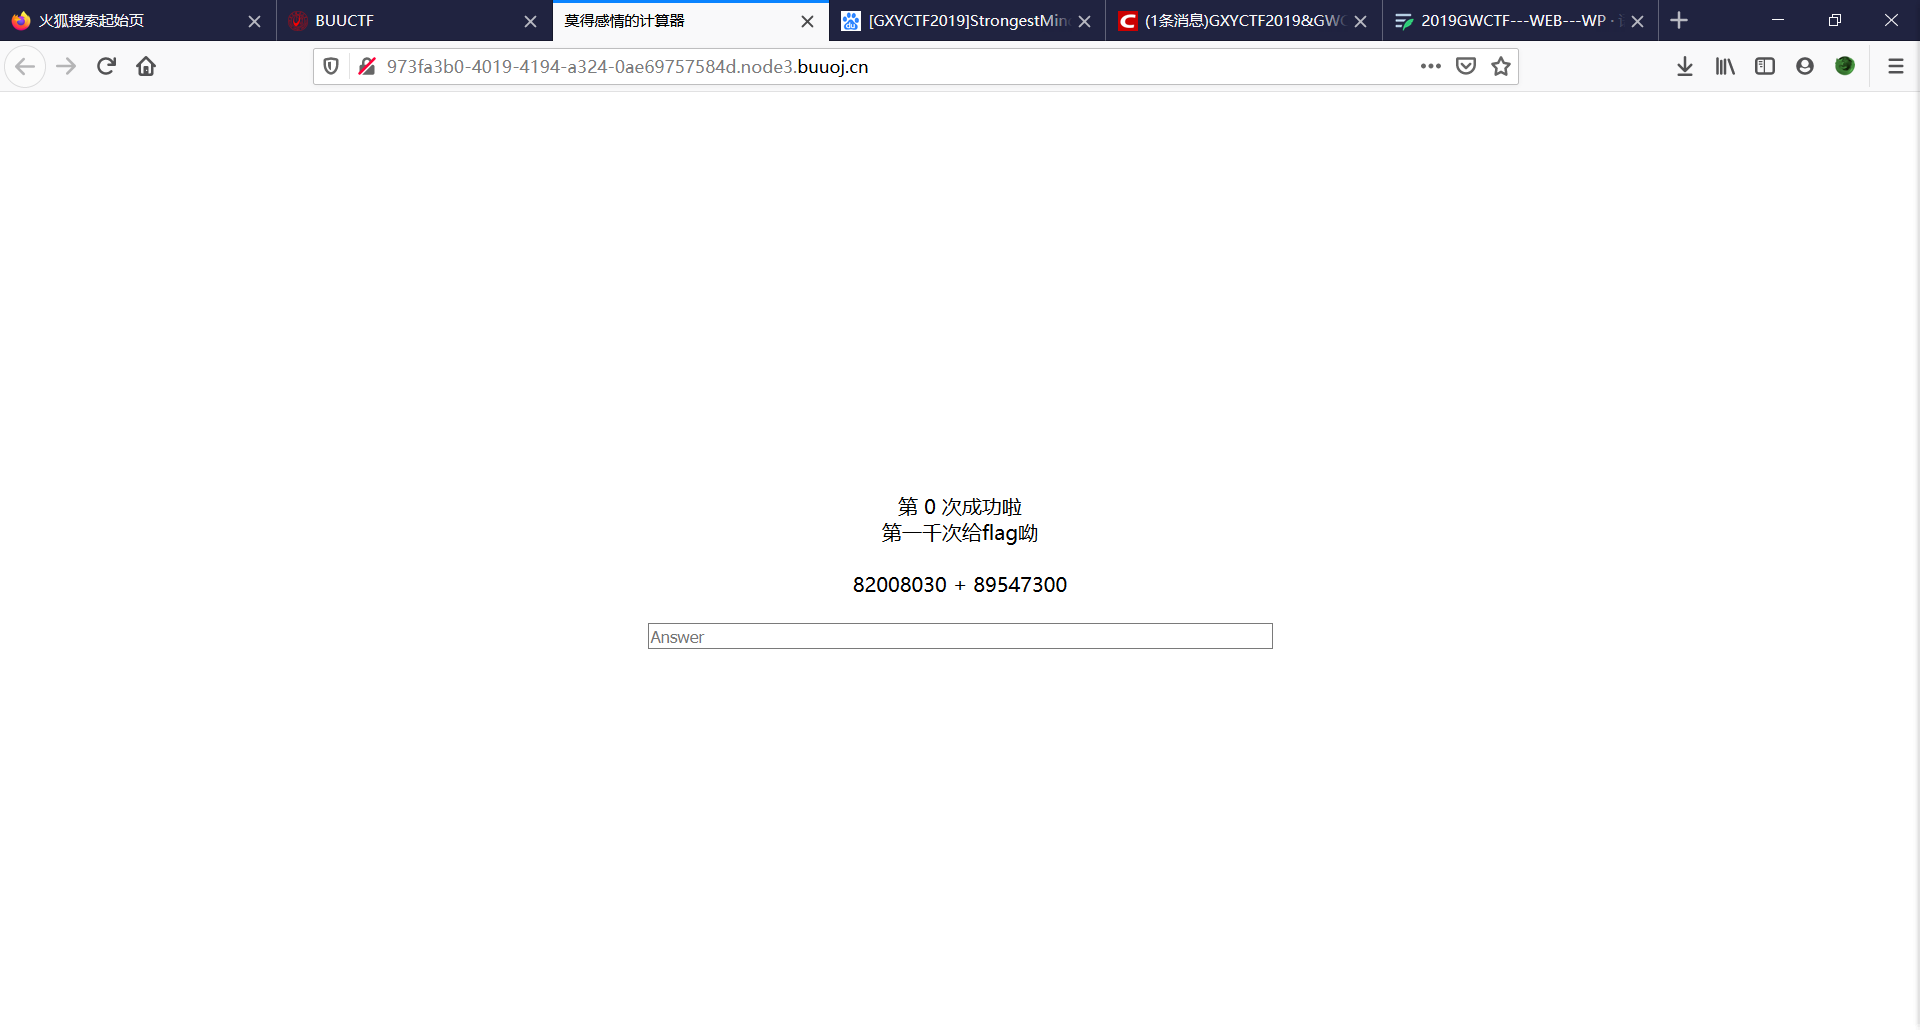 火狐搜索起始页
BUUCTF
莫得感情的计算器
[GXYCTF2019]StrongestMin
(1条消息)GXYCTF2019&GWC
2019GWCTF---WEB---WP ·
973fa3b0-4019-4194-a324-0ae69757584d.node3.buuoj.cn
第 0 次成功啦
第一千次给flag呦
82008030 + 89547300
Answer